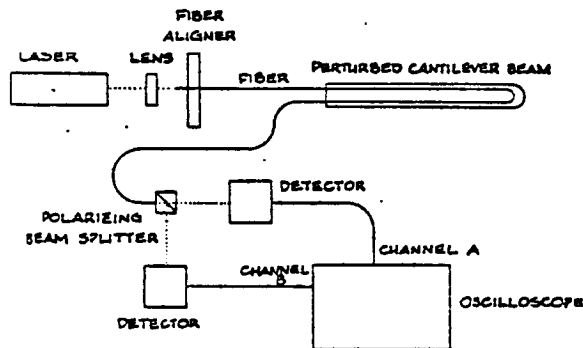 FIBER
ALIGNER
LASER
LENS
FIBER
PERTURBED CANTILEVER BEAM
DETECTOR
POLARIZING
BEAM SPLITTER
CHANNEL A
CHANNEL
B
OSCILLOSCOPE
DETECTOR